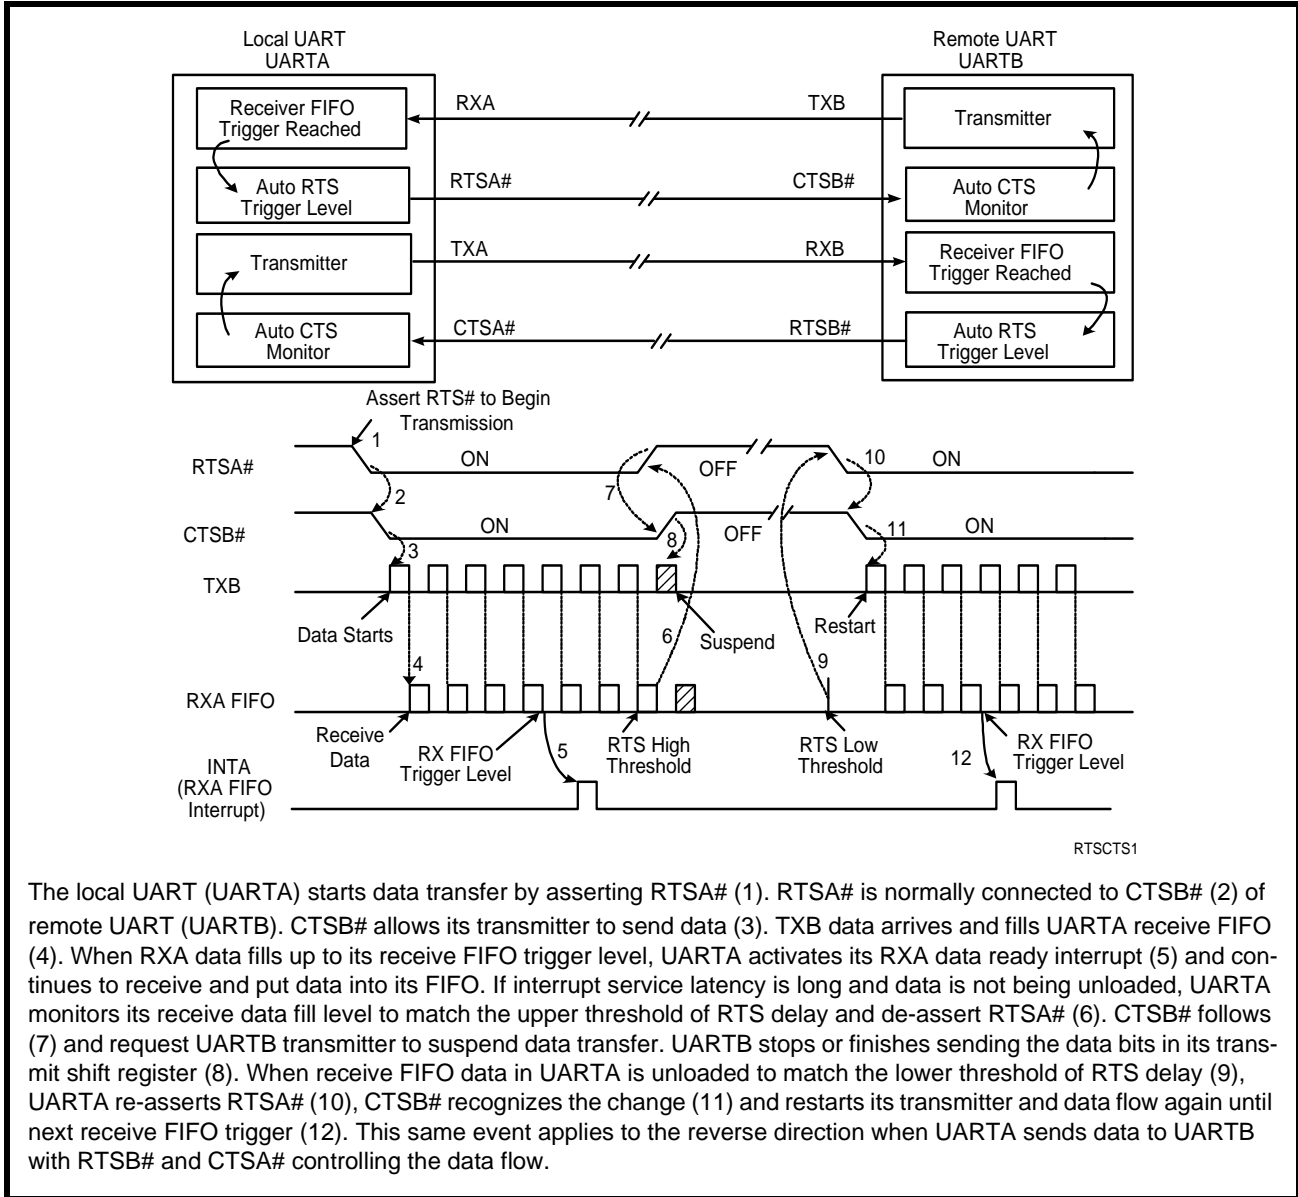 Local UART
UARTA
Remote UART
UARTB
Receiver FIFO
Trigger Reached
RXA
TXB
Transmitter
Auto RTS
Trigger Level
RTSA#
CTSB#
Auto CTS
Monitor
Transmitter
TXA
RXB
Receiver FIFO
Trigger Reached
Auto CTS
Monitor
CTSA#
RTSB#
Auto RTS
Trigger Level
Assert RTS# to Begin
Transmission
RTSA#
1
ON
OFF
10
ON
2
7
CTSB#
ON
OFF
11
ON
3
8
TXB
Data Starts
6
Suspend
Restart
4
9
RXA FIFO
Receive
Data
RX FIFO
Trigger Level
5
RTS High
Threshold
RTS Low
Threshold
12
RX FIFO
Trigger Level
INTA
(RXA FIFO
Interrupt)
RTSCTS1
The local UART (UARTA) starts data transfer by asserting RTSA# (1). RTSA# is normally connected to CTSB# (2) of
remote UART (UARTB). CTSB# allows its transmitter to send data (3). TXB data arrives and fills UARTA receive FIFO
(4). When RXA data fills up to its receive FIFO trigger level, UARTA activates its RXA data ready interrupt (5) and con-
tinues to receive and put data into its FIFO. If interrupt service latency is long and data is not being unloaded, UARTA
monitors its receive data fill level to match the upper threshold of RTS delay and de-assert RTSA# (6). CTSB# follows
(7) and request UARTB transmitter to suspend data transfer. UARTB stops or finishes sending the data bits in its trans-
mit shift register (8). When receive FIFO data in UARTA is unloaded to match the lower threshold of RTS delay (9),
UARTA re-asserts RTSA# (10), CTSB# recognizes the change (11) and restarts its transmitter and data flow again until
next receive FIFO trigger (12). This same event applies to the reverse direction when UARTA sends data to UARTB
with RTSB# and CTSA# controlling the data flow.